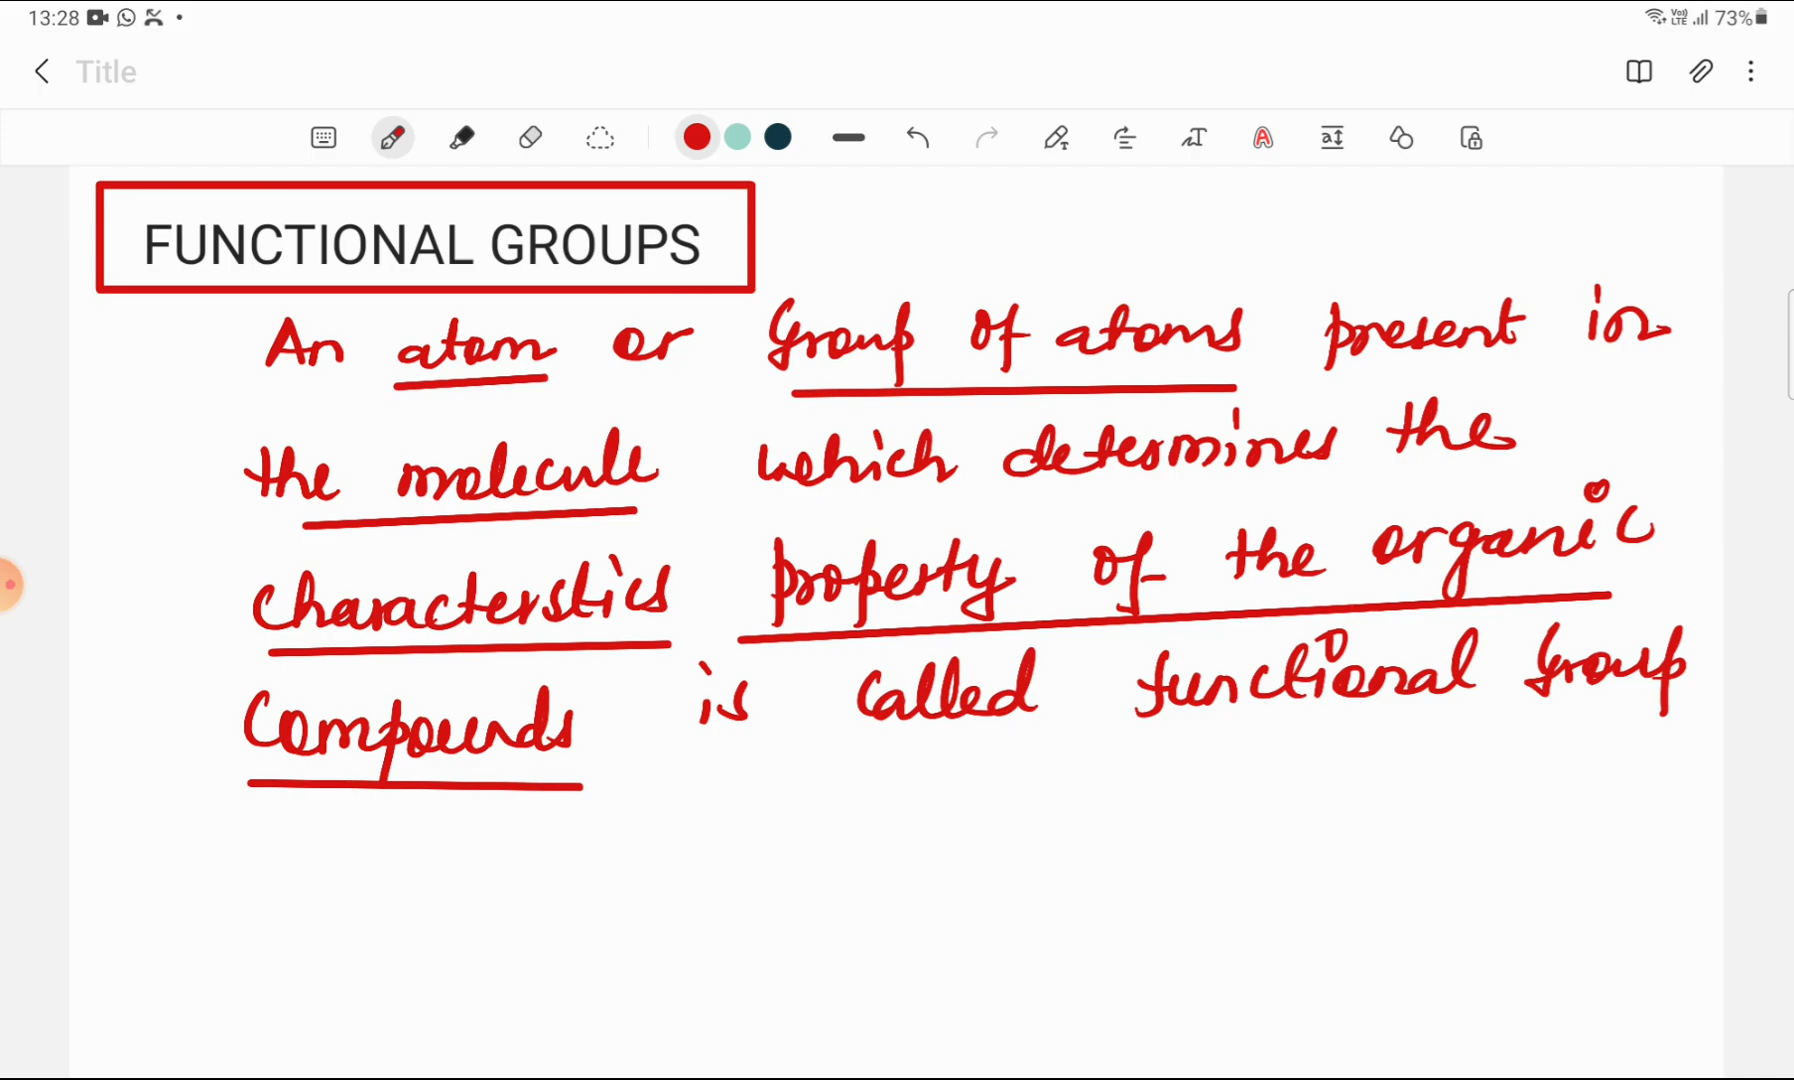 13:28
VoLTE 73%
Title
FUNCTIONAL GROUPS
An atom or Group of atoms present in
the molecule which determines the
characterstics property of the organic
Compounds is called functional Group